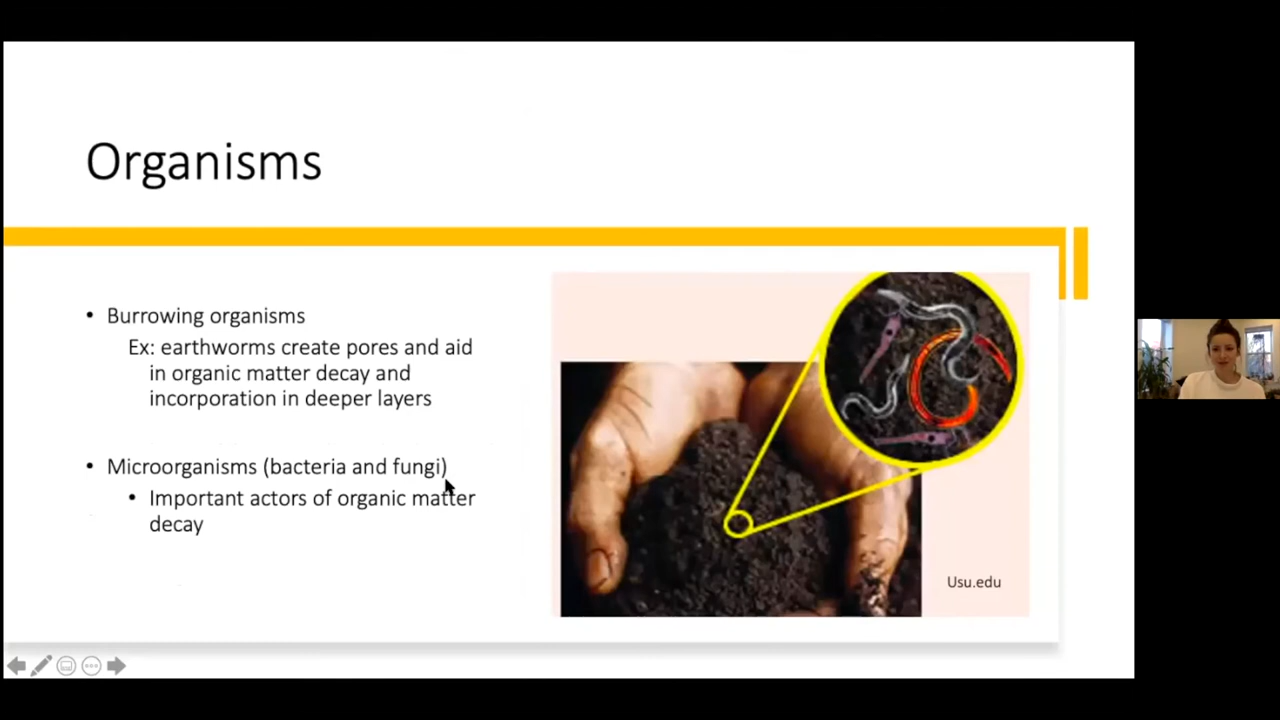 Organisms
• Burrowing organisms
Ex: earthworms create pores and aid
in organic matter decay and
incorporation in deeper layers
• Microorganisms (bacteria and fungi)
• Important actors of organic matter
decay
Usu.edu